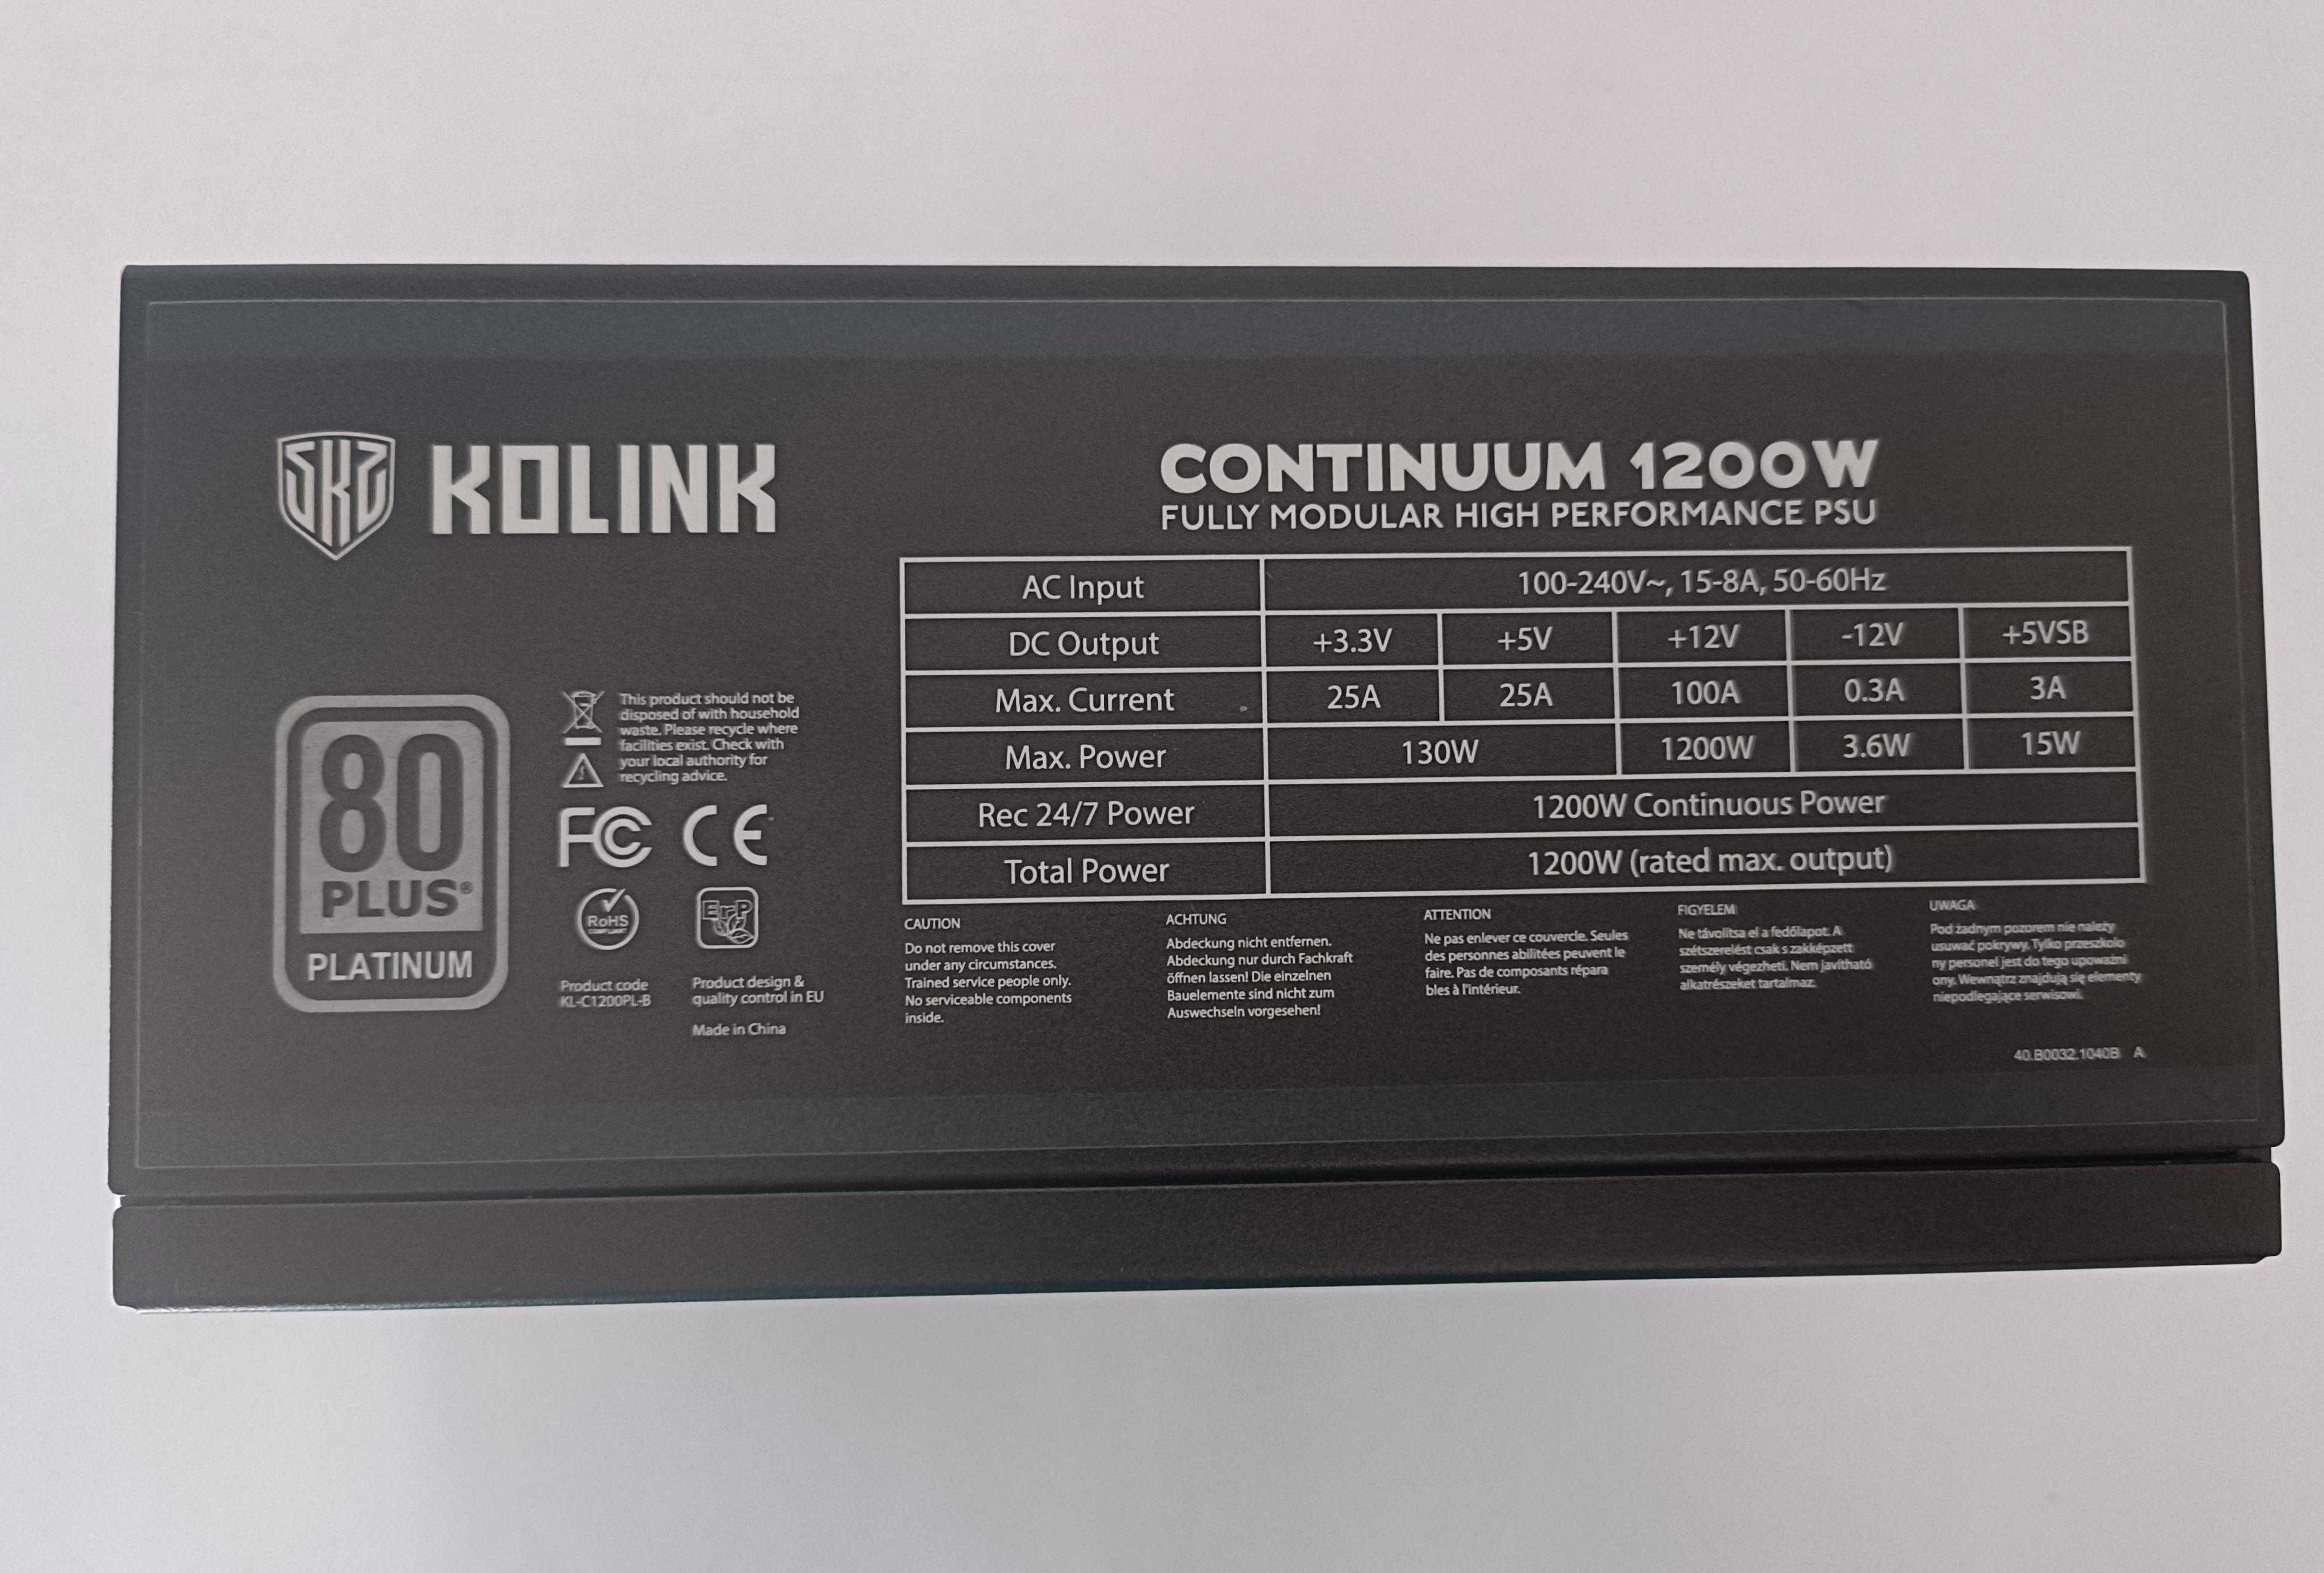 KOLINK
CONTINUUM 1200W
FULLY MODULAR HIGH PERFORMANCE PSU
AC Input 100-240V~, 15-8A, 50-60Hz
DC Output +3.3V +5V +12V -12V +5VSB
Max. Current 25A 25A 100A 0.3A 3A
Max. Power 130W 1200W 3.6W 15W
Rec 24/7 Power 1200W Continuous Power
Total Power 1200W (rated max. output)
80
PLUS®
PLATINUM
This product should not be
disposed of with household
waste. Please recycle where
facilities exist. Check with
your local authority for
recycling advice.
FC CE
RoHS
COMPLIANT
ErP
Product code
KL-C1200PL-B
Product design &
quality control in EU
Made in China
CAUTION
Do not remove this cover
under any circumstances.
Trained service people only.
No serviceable components
inside.
ACHTUNG
Abdeckung nicht entfernen.
Abdeckung nur durch Fachkraft
öffnen lassen! Die einzelnen
Bauelemente sind nicht zum
Auswechseln vorgesehen!
ATTENTION
Ne pas enlever ce couvercle. Seules
des personnes abilitées peuvent le
faire. Pas de composants répara
bles à l'intérieur.
FIGYELEM
Ne távolítsa el a fedőlapot. A
szétszerelést csak s zakképzett
személy végezheti. Nem javítható
alkatrészeket tartalmaz.
UWAGA
Pod żadnym pozorem nie należy
usuwać pokrywy. Tylko przeszkolo
ny personel jest do tego upoważni
ony. Wewnątrz znajdują się elementy
niepodlegające serwisowi.
40.B0032.1040B A